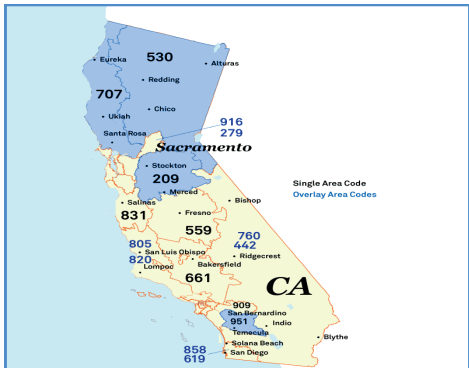 Eureka
530
Alturas
Redding
707
Chico
Ukiah
916
279
Santa Rosa
Sacramento
Stockton
209
Single Area Code
Merced
Overlay Area Codes
Salinas
Bishop
831
Fresno
559
760
805
442
San Luis Obispo
Ridgecrest
820
Bakersfield
Lompoc
661
CA
909
San Bernardino
951
Indio
Temecula
Blythe
Solana Beach
858
San Diego
619